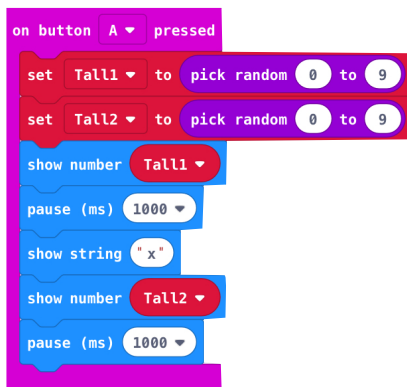 on button A pressed
set Tall1 to pick random 0 to 9
set Tall2 to pick random 0 to 9
show number Tall1
pause (ms) 1000
show string "x"
show number Tall2
pause (ms) 1000